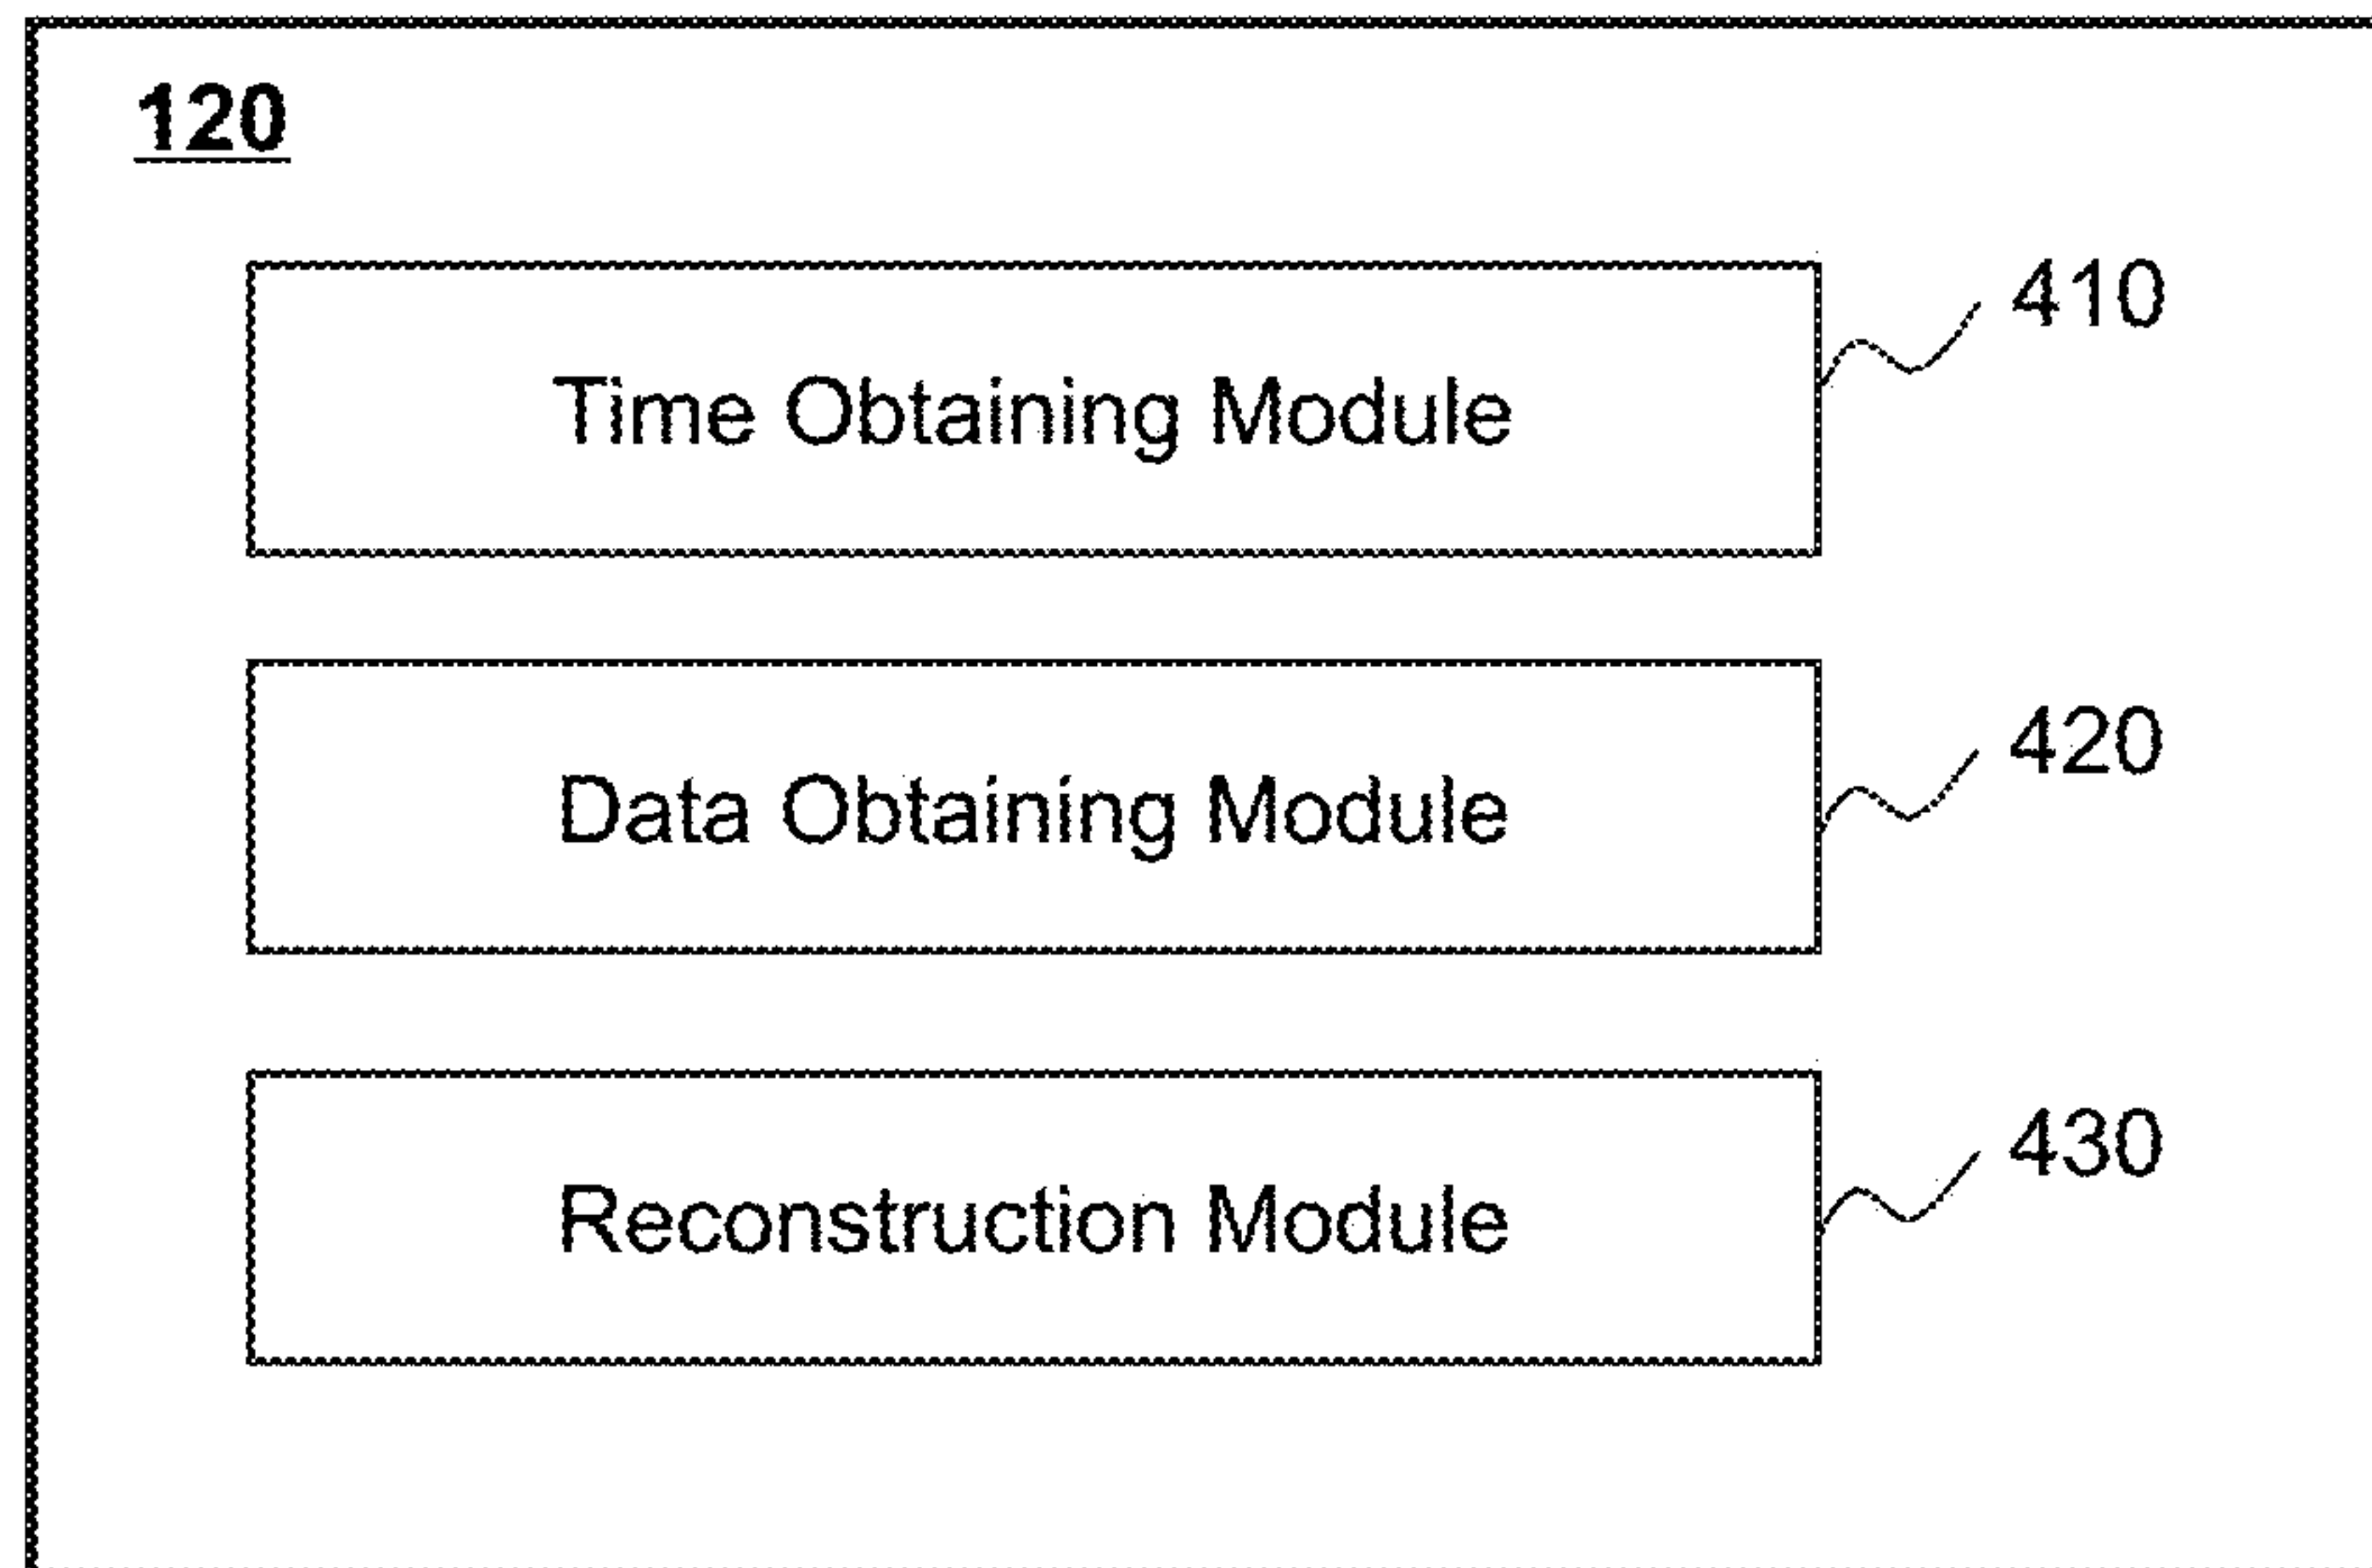 120
410
Time Obtaining Module
420
Data Obtaining Module
430
Reconstruction Module